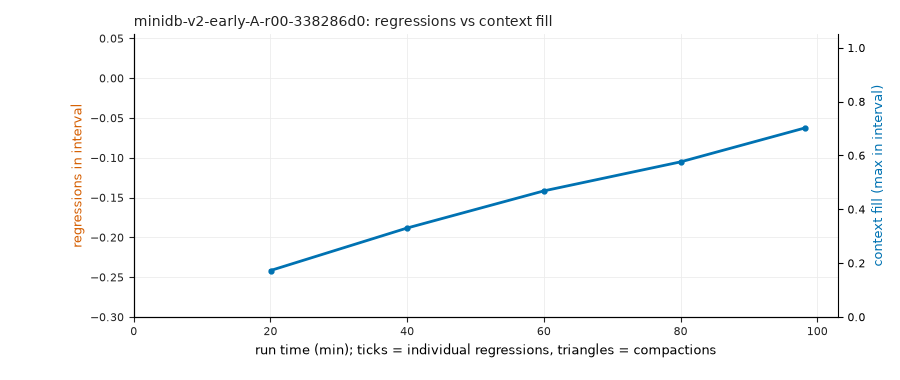 minidb-v2-early-A-r00-338286d0: regressions vs context fill
regressions in interval
0.05
0.00
−0.05
−0.10
−0.15
−0.20
−0.25
−0.30
1.0
0.8
0.6
0.4
0.2
0.0
context fill (max in interval)
0 20 40 60 80 100
run time (min); ticks = individual regressions, triangles = compactions